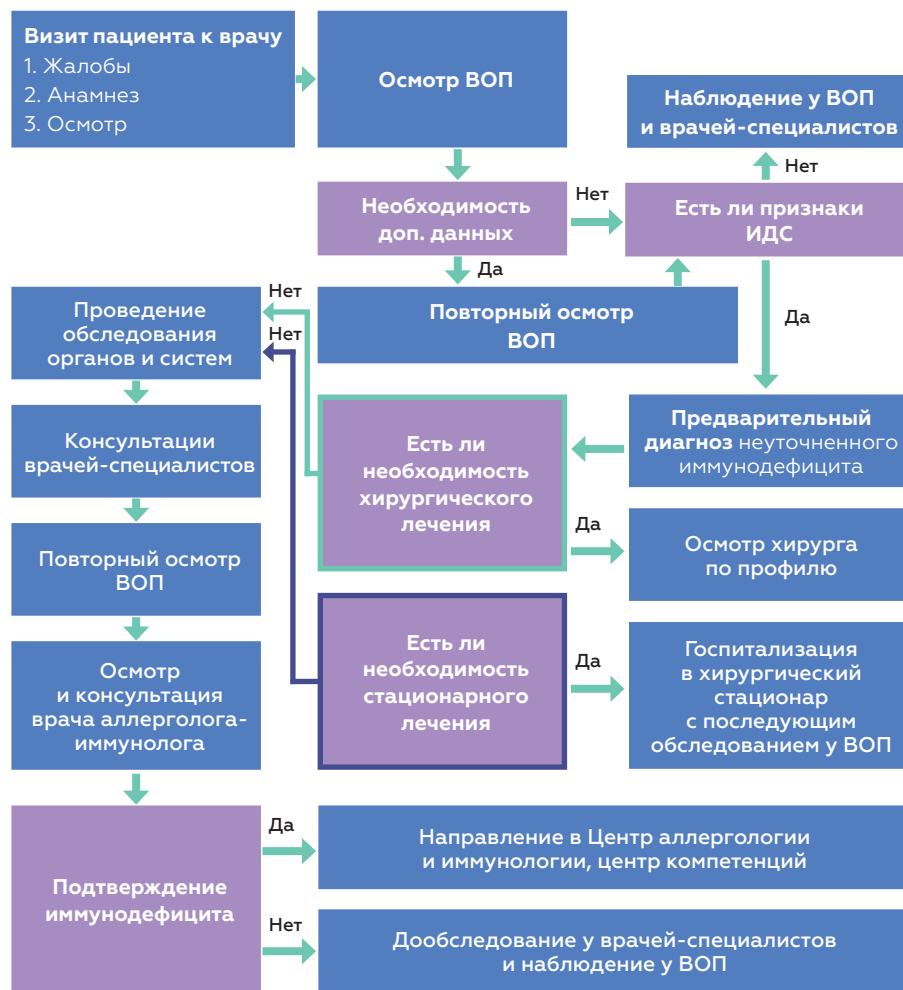 Визит пациента к врачу
1. Жалобы
2. Анамнез
3. Осмотр
Осмотр ВОП
Наблюдение у ВОП
и врачей-специалистов
Нет
Необходимость
доп. данных
Нет
Есть ли признаки
ИДС
Да
Повторный осмотр
ВОП
Да
Проведение
обследования
органов и систем
Нет
Нет
Консультации
врачей-специалистов
Есть ли
необходимость
хирургического
лечения
Предварительный
диагноз неуточненного
иммунодефицита
Да
Осмотр хирурга
по профилю
Повторный осмотр
ВОП
Есть ли
необходимость
стационарного
лечения
Да
Госпитализация
в хирургический
стационар
с последующим
обследованием у ВОП
Осмотр
и консультация
врача аллерголога-
иммунолога
Подтверждение
иммунодефицита
Да
Направление в Центр аллергологии
и иммунологии, центр компетенций
Нет
Дообследование у врачей-специалистов
и наблюдение у ВОП